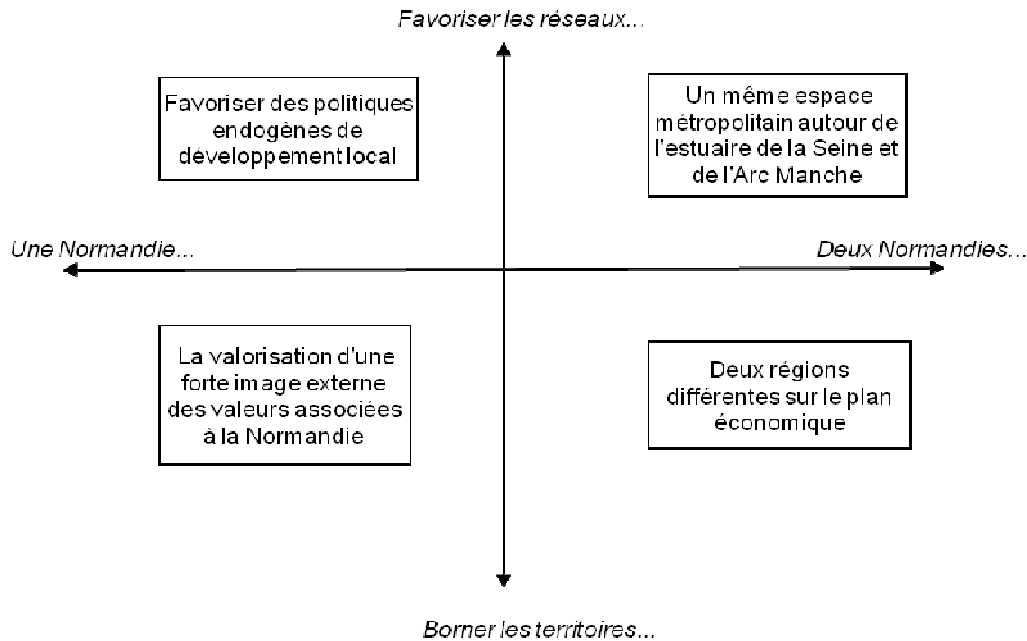 Favoriser les réseaux...
Favoriser des politiques
endogènes de
développement local
Un même espace
métropolitain autour de
l'estuaire de la Seine et
de l'Arc Manche
Une Normandie...
Deux Normandies...
La valorisation d'une
forte image externe
des valeurs associées
à la Normandie
Deux régions
différentes sur le plan
économique
Borner les territoires...